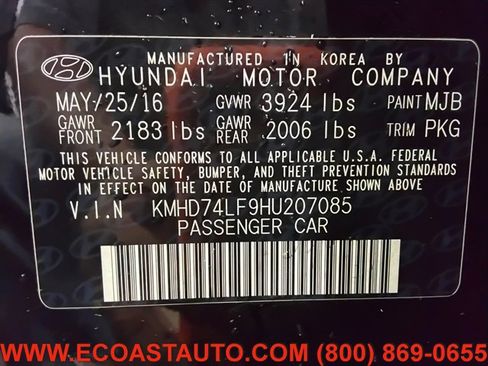 MANUFACTURED IN KOREA BY
HYUNDAI MOTOR COMPANY
MAY/25/16 GVWR 3924 lbs PAINT MJB
GAWR FRONT 2183 lbs GAWR REAR 2006 lbs TRIM PKG
THIS VEHICLE CONFORMS TO ALL APPLICABLE U.S.A. FEDERAL
MOTOR VEHICLE SAFETY, BUMPER, AND THEFT PREVENTION STANDARDS
IN EFFECT ON THE DATE OF MANUFACTURE SHOWN ABOVE.
V.I.N KMHD74LF9HU207085
PASSENGER CAR
WWW.ECOASTAUTO.COM (800) 869-0655